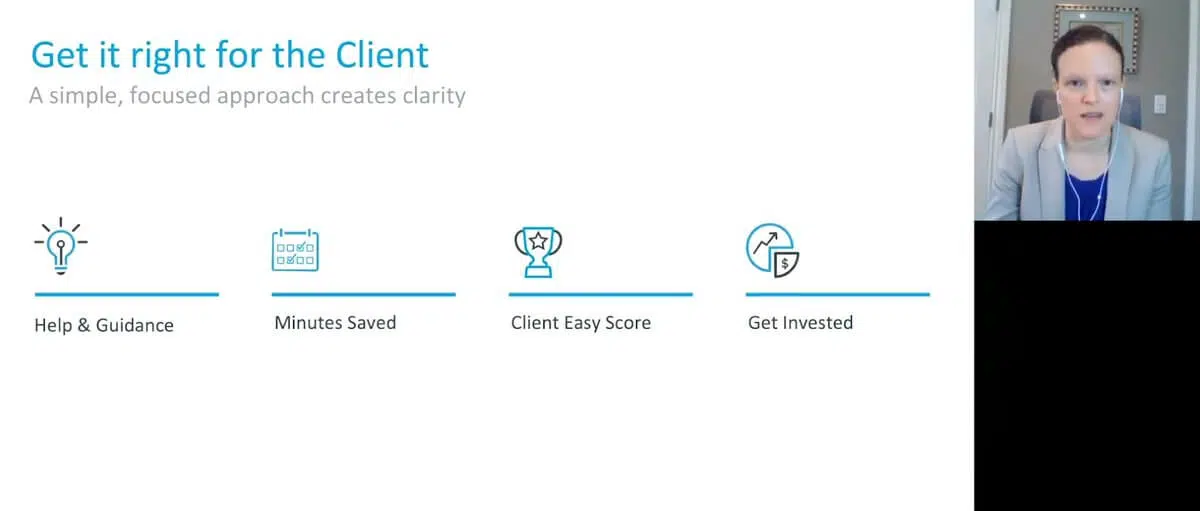 Get it right for the Client
A simple, focused approach creates clarity
$
Help & Guidance
Minutes Saved
Client Easy Score
Get Invested